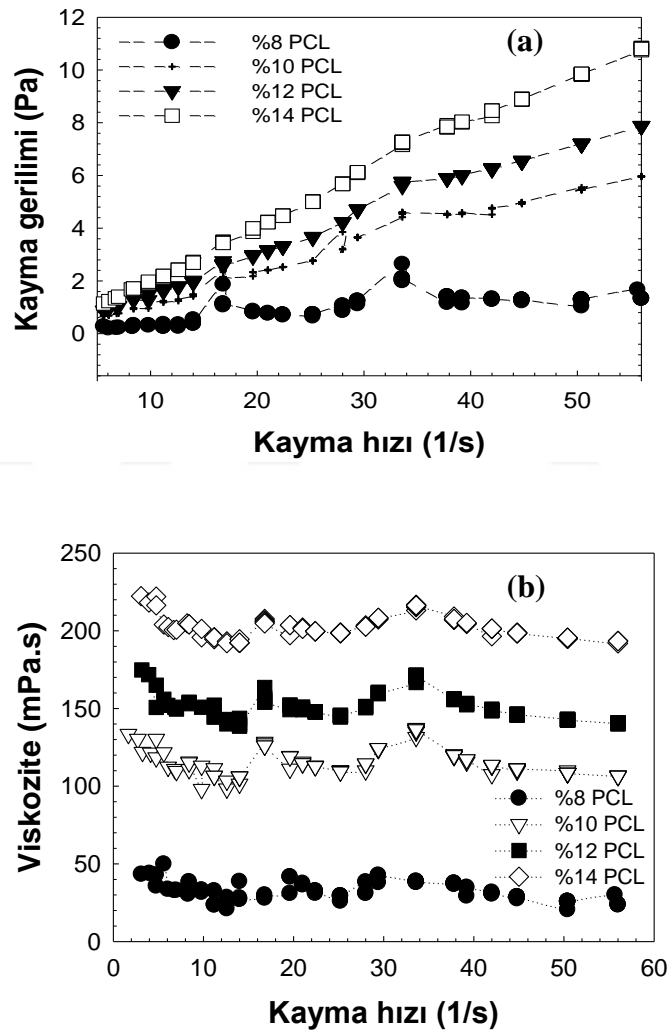 12
10
8
6
4
2
0
Kayma gerilimi (Pa)
%8 PCL
%10 PCL
%12 PCL
%14 PCL
(a)
10 20 30 40 50
Kayma hızı (1/s)
250
200
150
100
50
0
Viskozite (mPa.s)
(b)
%8 PCL
%10 PCL
%12 PCL
%14 PCL
0 10 20 30 40 50 60
Kayma hızı (1/s)